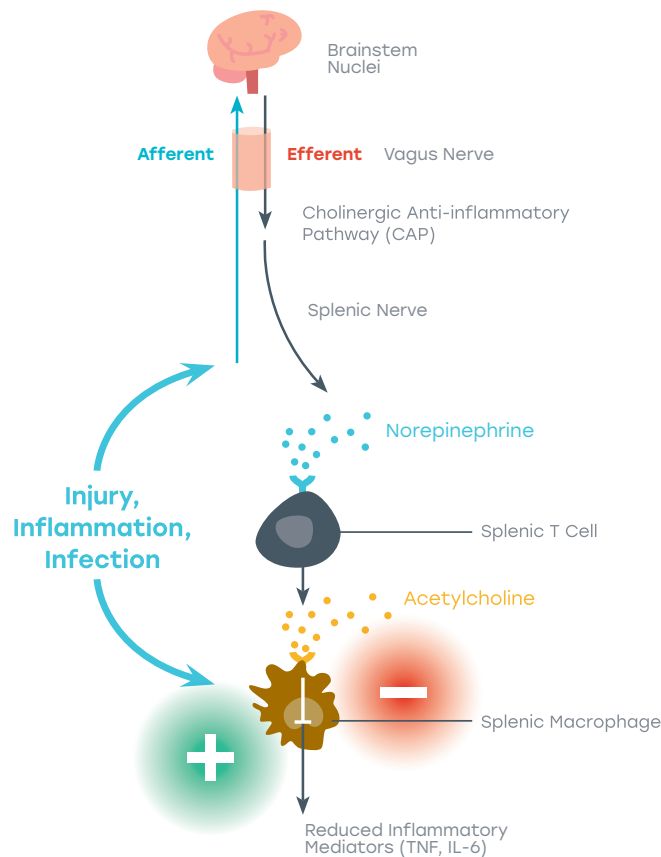 Brainstem
Nuclei
Afferent
Efferent
Vagus Nerve
Cholinergic Anti-inflammatory
Pathway (CAP)
Splenic Nerve
Norepinephrine
Injury,
Inflammation,
Infection
Splenic T Cell
Acetylcholine
Splenic Macrophage
Reduced Inflammatory
Mediators (TNF, IL-6)